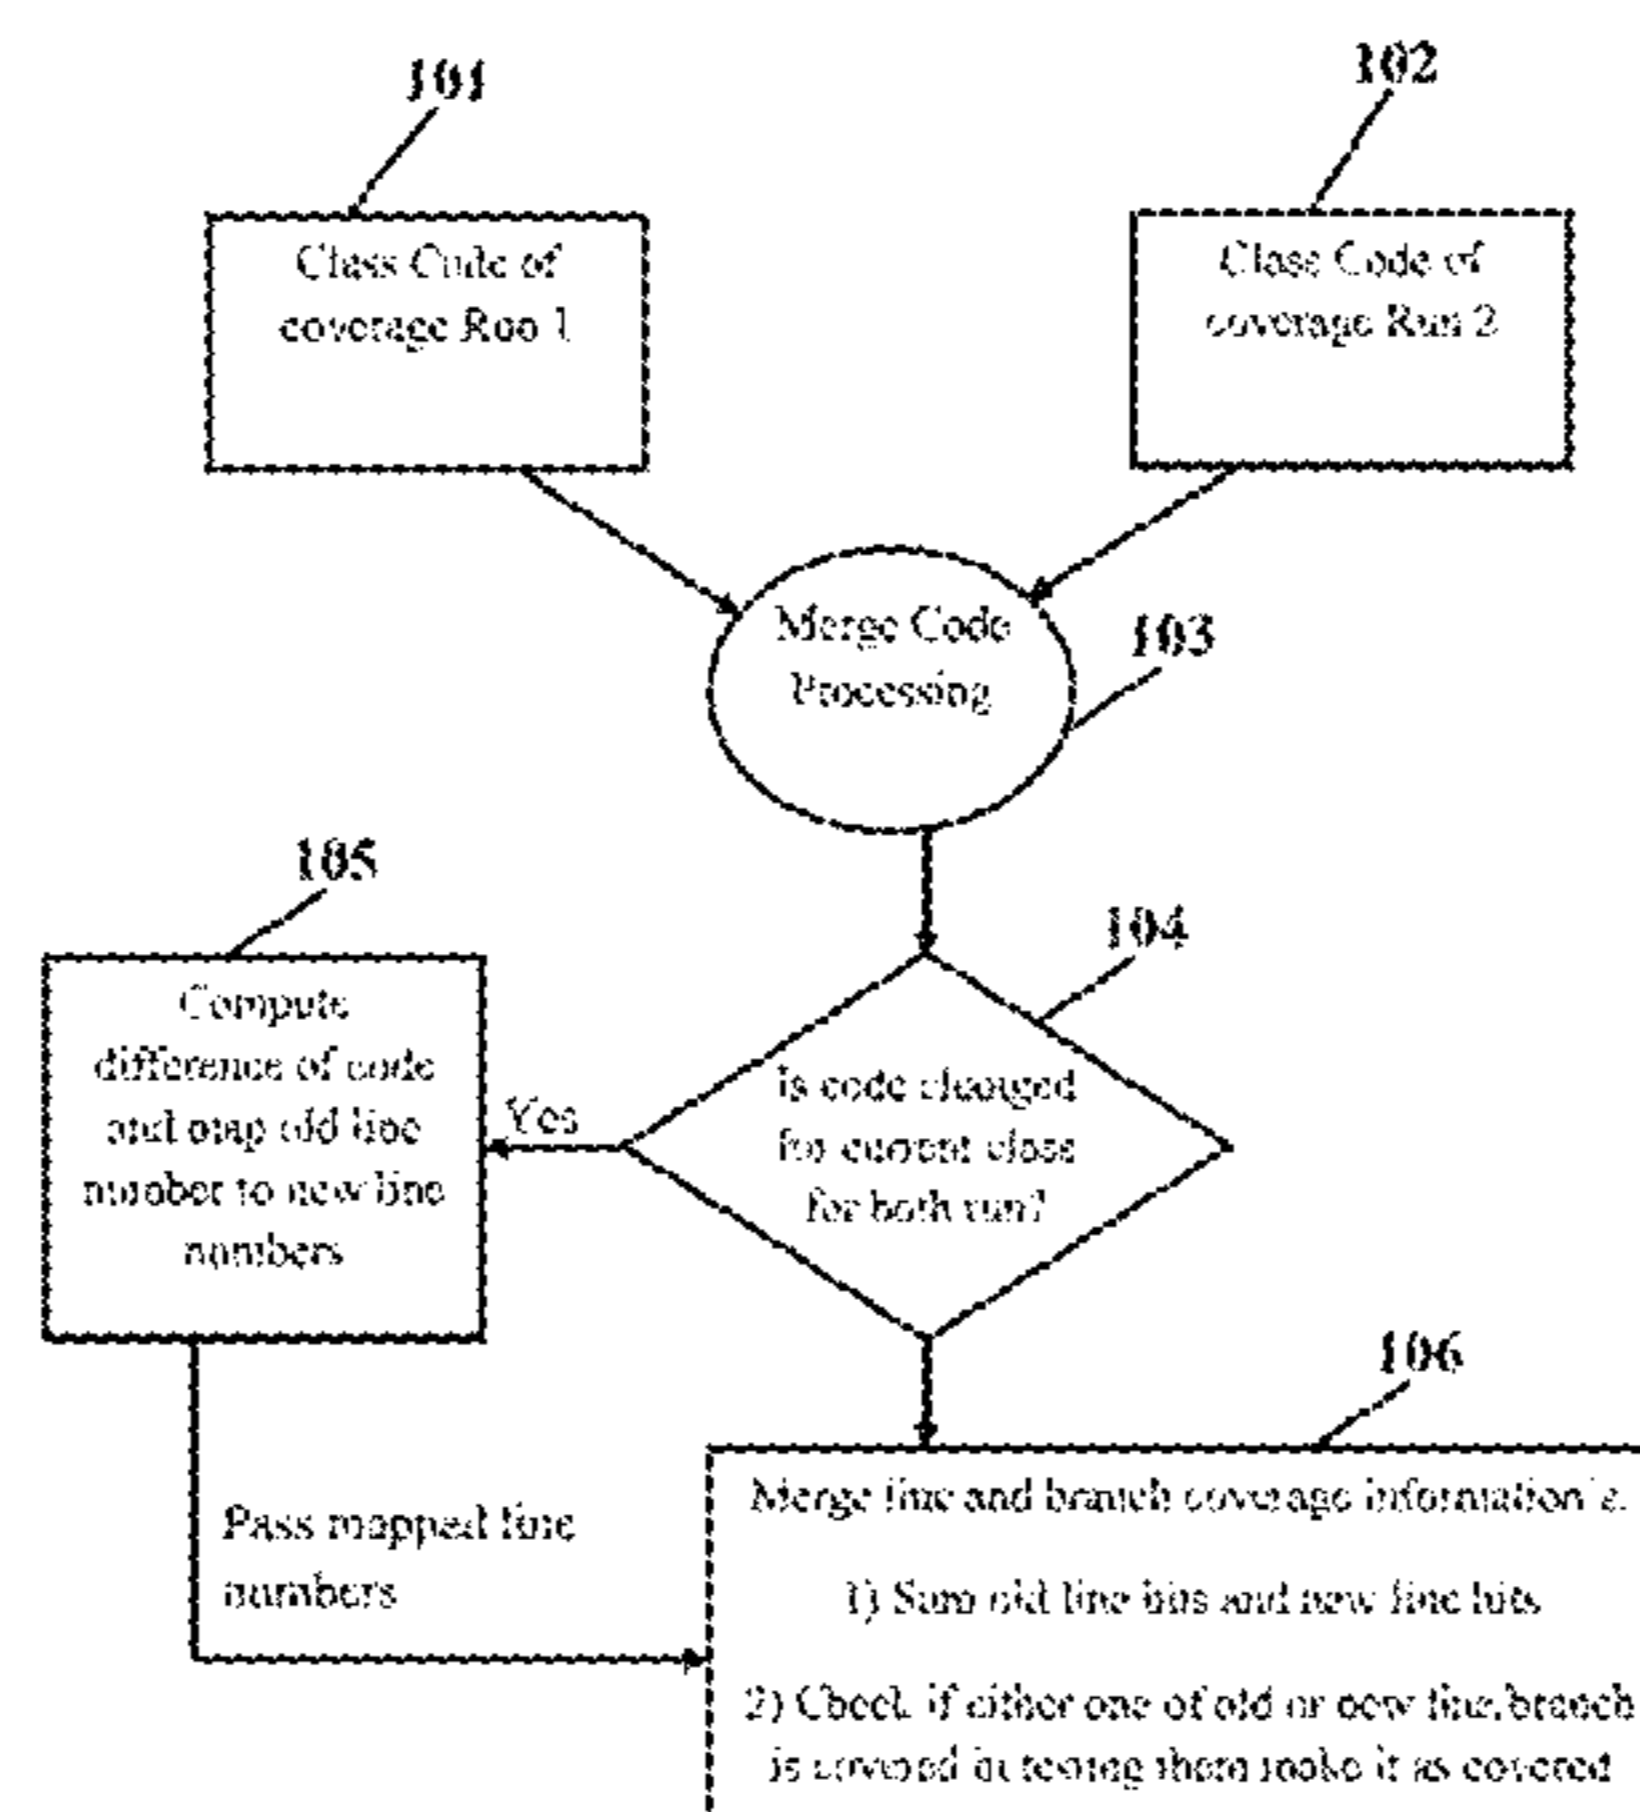 101
102
Class Code of
coverage Run 1
Class Code of
coverage Run 2
Merge Code
Processing
103
105
104
Compute
difference of code
and map old line
number to new line
numbers
Yes
is code changed
for current class
for both run?
106
Pass mapped line
numbers
Merge line and branch coverage information's.
1) Sum old line hits and new line hits
2) Check if either one of old or new line/branch
is covered in testing them make it as covered